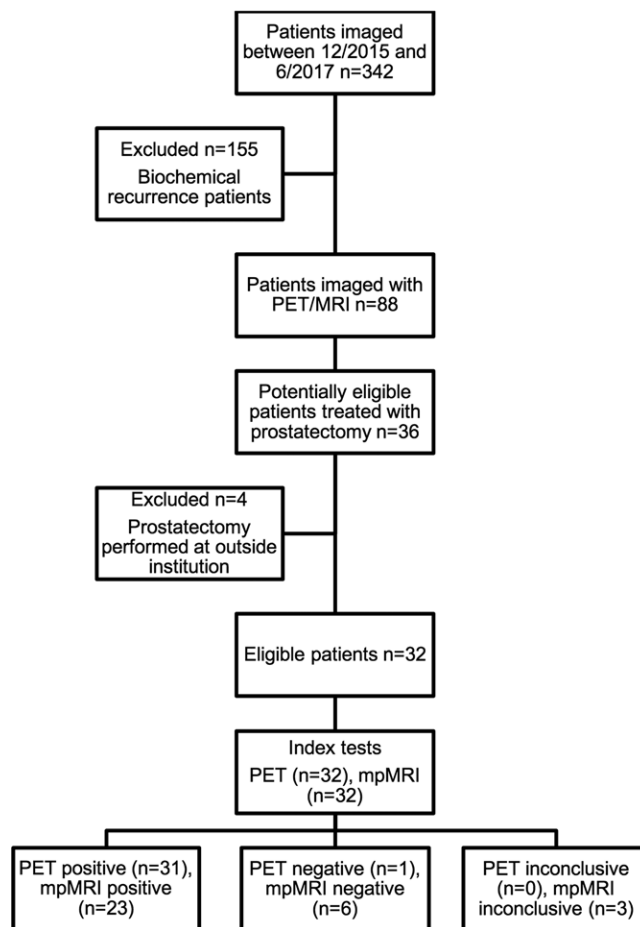 Patients imaged
between 12/2015 and
6/2017 n=342
Excluded n=155
Biochemical
recurrence patients
Patients imaged with
PET/MRI n=88
Potentially eligible
patients treated with
prostatectomy n=36
Excluded n=4
Prostatectomy
performed at outside
institution
Eligible patients n=32
Index tests
PET (n=32), mpMRI
(n=32)
PET positive (n=31),
mpMRI positive
(n=23)
PET negative (n=1),
mpMRI negative
(n=6)
PET inconclusive
(n=0), mpMRI
inconclusive (n=3)